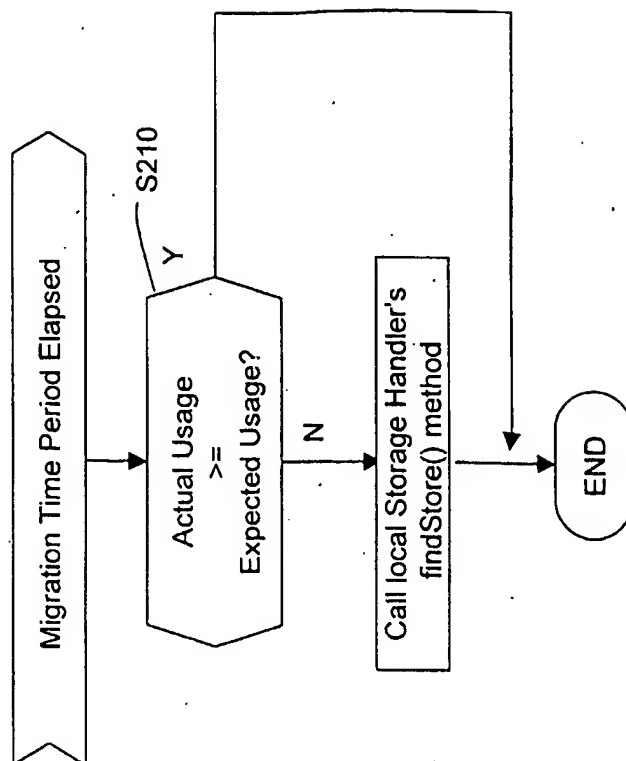 Migration Time Period Elapsed
S210
Y
Actual Usage
>=
Expected Usage?
N
Call local Storage Handler's
findStore() method
END